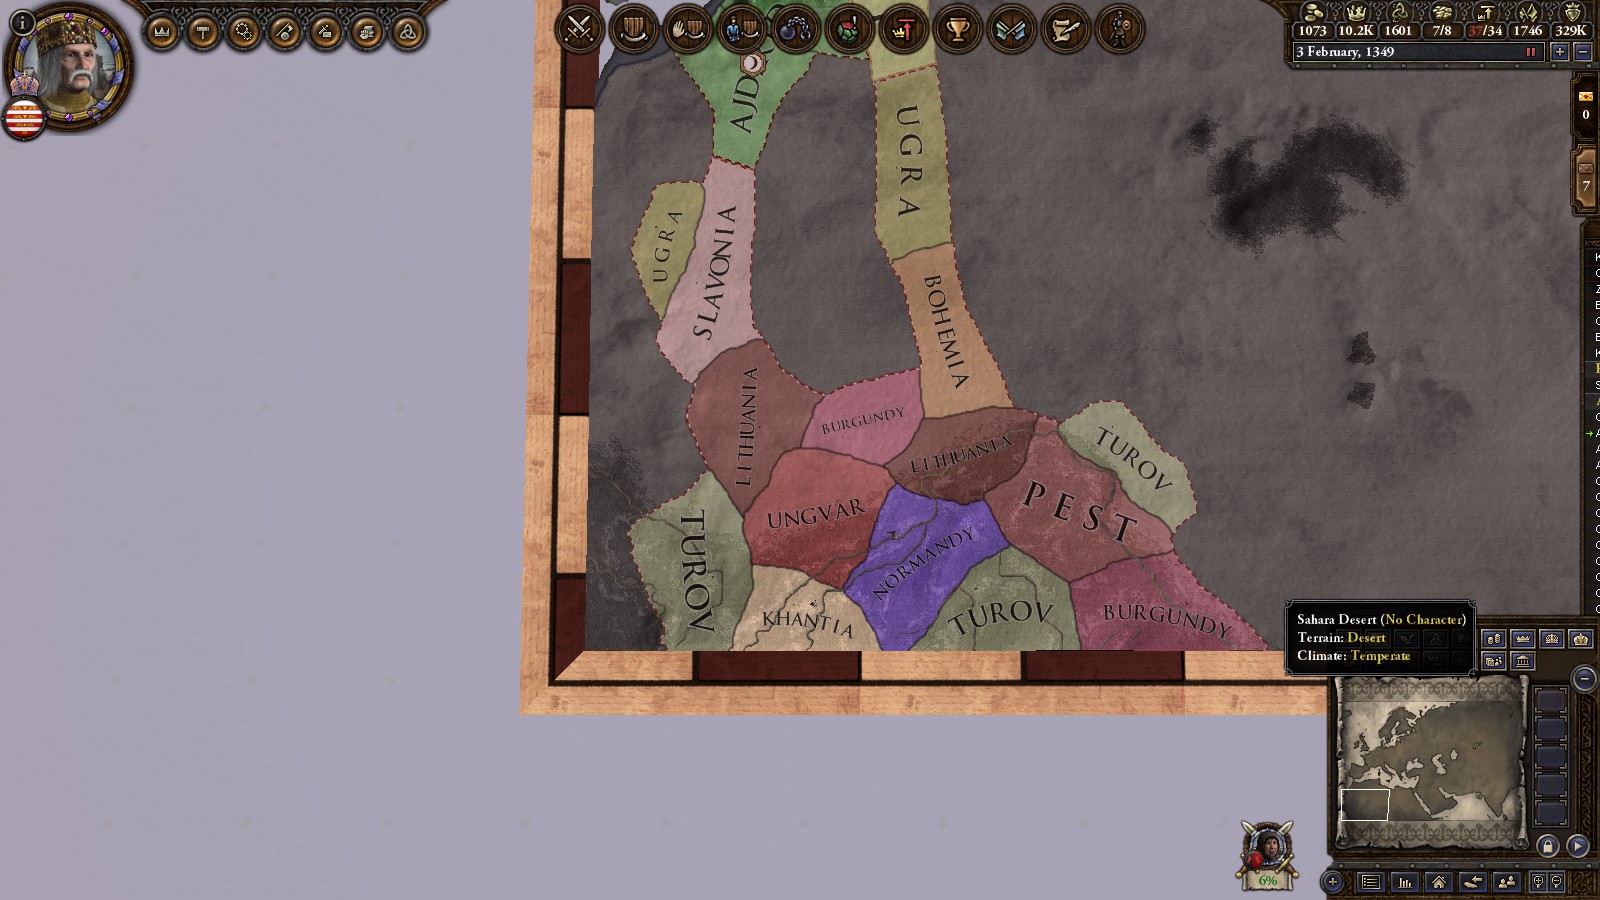 1073 10.2K 1601 7/8 37/34 1746 329K
3 February, 1349
0
7
AJD
UGRA
UGRA
SLAVONIA
BOHEMIA
LITHUANIA
BURGUNDY
LITHUANIA
TUROV
PEST
UNGVAR
TUROV
NORMANDY
KHANTIA
TUROV
BURGUNDY
Sahara Desert (No Character)
Terrain: Desert
Climate: Temperate
6%